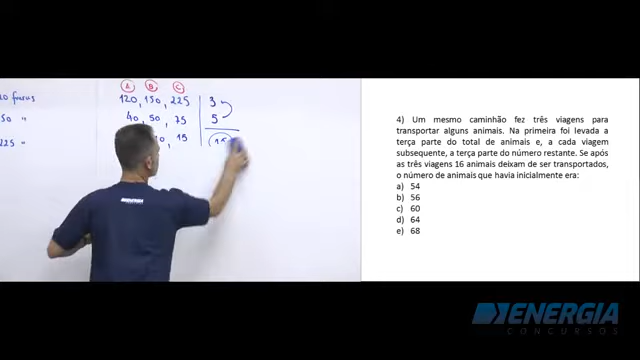 A B C
120, 150, 225 3
40, 50, 75 5
15 15
50 "
225 "
4) Um mesmo caminhão fez três viagens para
transportar alguns animais. Na primeira foi levada a
terça parte do total de animais e, a cada viagem
subsequente, a terça parte do número restante. Se após
as três viagens 16 animais deixam de ser transportados,
o número de animais que havia inicialmente era:
a) 54
b) 56
c) 60
d) 64
e) 68
ENERGIA
CONCURSOS